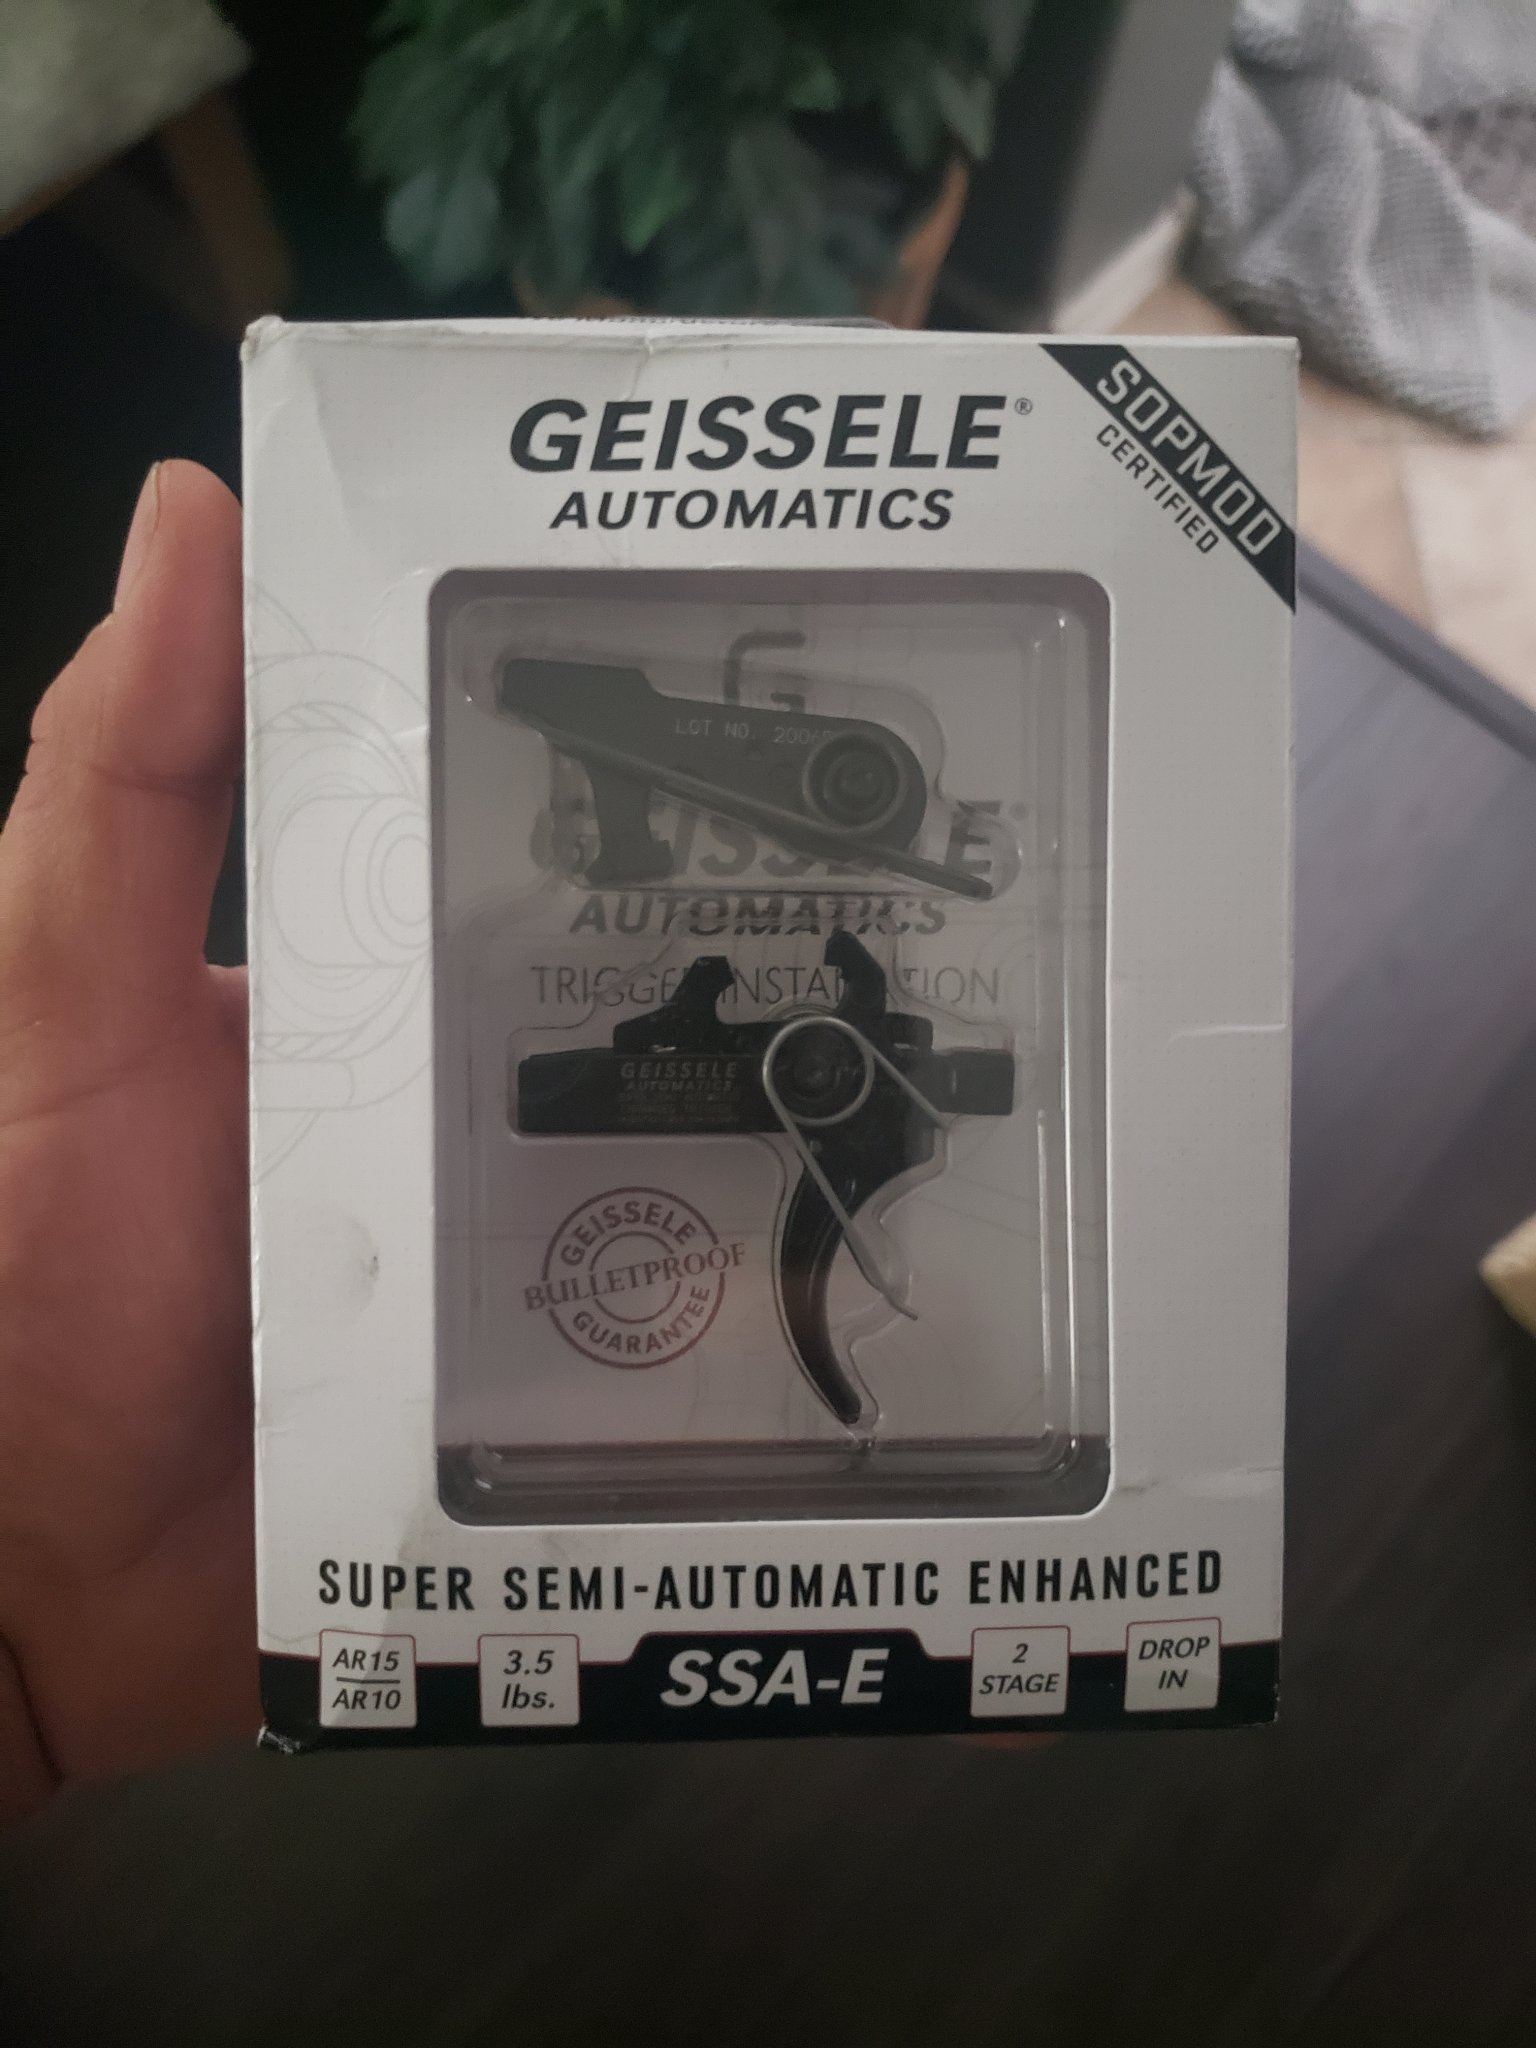 GEISSELE®
AUTOMATICS
SOPMOD
CERTIFIED
LOT NO.
AUTOMATICS
GEISSELE
AUTOMATICS
GEISSELE
BULLETPROOF
GUARANTEE
SUPER SEMI-AUTOMATIC ENHANCED
AR15
AR10
3.5
lbs.
SSA-E
2
STAGE
DROP
IN